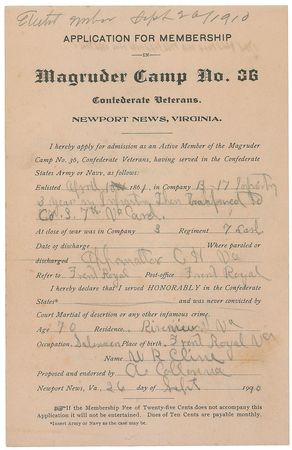 Elected member Sept 20/1910
APPLICATION FOR MEMBERSHIP
IN
Magruder Camp No. 36
Confederate Veterans.
NEWPORT NEWS, VIRGINIA.
I hereby apply for admission as an Active Member of the Magruder
Camp No. 36, Confederate Veterans, having served in the Confederate
States Army or Navy, as follows:
Enlisted April 1861, in Company B-17 Infantry
3 year in Infantry then transfered to
Co. 3. 7th Va Cav.
At close of war was in Company 3 Regiment 7 Cav
Date of discharge Where paroled or
discharged Appomattox C H Va
Refer to Front Royal Post-office Front Royal
I hereby declare that I served HONORABLY in the Confederate
States* and was never convicted by
Court Martial of desertion or any other infamous crime.
Age 70 Residence Riverview Va
Occupation Salesman Place of birth Front Royal Va
Name W R Cline
Proposed and endorsed by
Newport News, Va., 26 day of Sept 1990
If the Membership Fee of Twenty-five Cents does not accompany this
Application it will not be entertained. Dues of Ten Cents are payable monthly.
*Insert Army or Navy as the case may be.